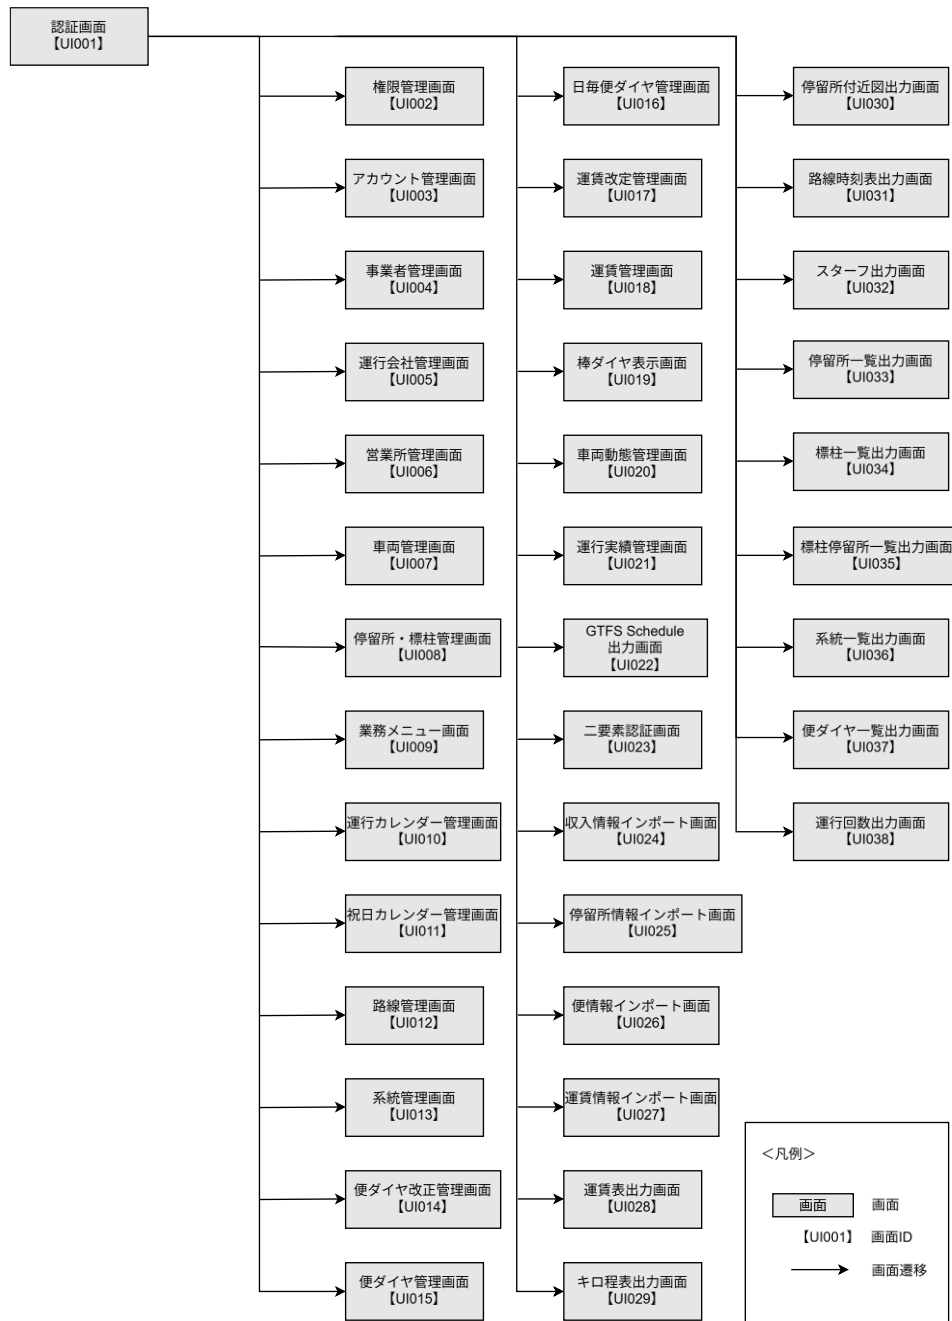 認証画面
【UI001】
権限管理画面
【UI002】
アカウント管理画面
【UI003】
事業者管理画面
【UI004】
運行会社管理画面
【UI005】
営業所管理画面
【UI006】
車両管理画面
【UI007】
停留所・標柱管理画面
【UI008】
業務メニュー画面
【UI009】
運行カレンダー管理画面
【UI010】
祝日カレンダー管理画面
【UI011】
路線管理画面
【UI012】
系統管理画面
【UI013】
便ダイヤ改正管理画面
【UI014】
便ダイヤ管理画面
【UI015】
日毎便ダイヤ管理画面
【UI016】
運賃改定管理画面
【UI017】
運賃管理画面
【UI018】
棒ダイヤ表示画面
【UI019】
車両動態管理画面
【UI020】
運行実績管理画面
【UI021】
GTFS Schedule
出力画面
【UI022】
二要素認証画面
【UI023】
収入情報インポート画面
【UI024】
停留所情報インポート画面
【UI025】
便情報インポート画面
【UI026】
運賃情報インポート画面
【UI027】
運賃表出力画面
【UI028】
キロ程表出力画面
【UI029】
停留所付近図出力画面
【UI030】
路線時刻表出力画面
【UI031】
スターフ出力画面
【UI032】
停留所一覧出力画面
【UI033】
標柱一覧出力画面
【UI034】
標柱停留所一覧出力画面
【UI035】
系統一覧出力画面
【UI036】
便ダイヤ一覧出力画面
【UI037】
運行回数出力画面
【UI038】
＜凡例＞
画面 画面
【UI001】 画面ID
画面遷移